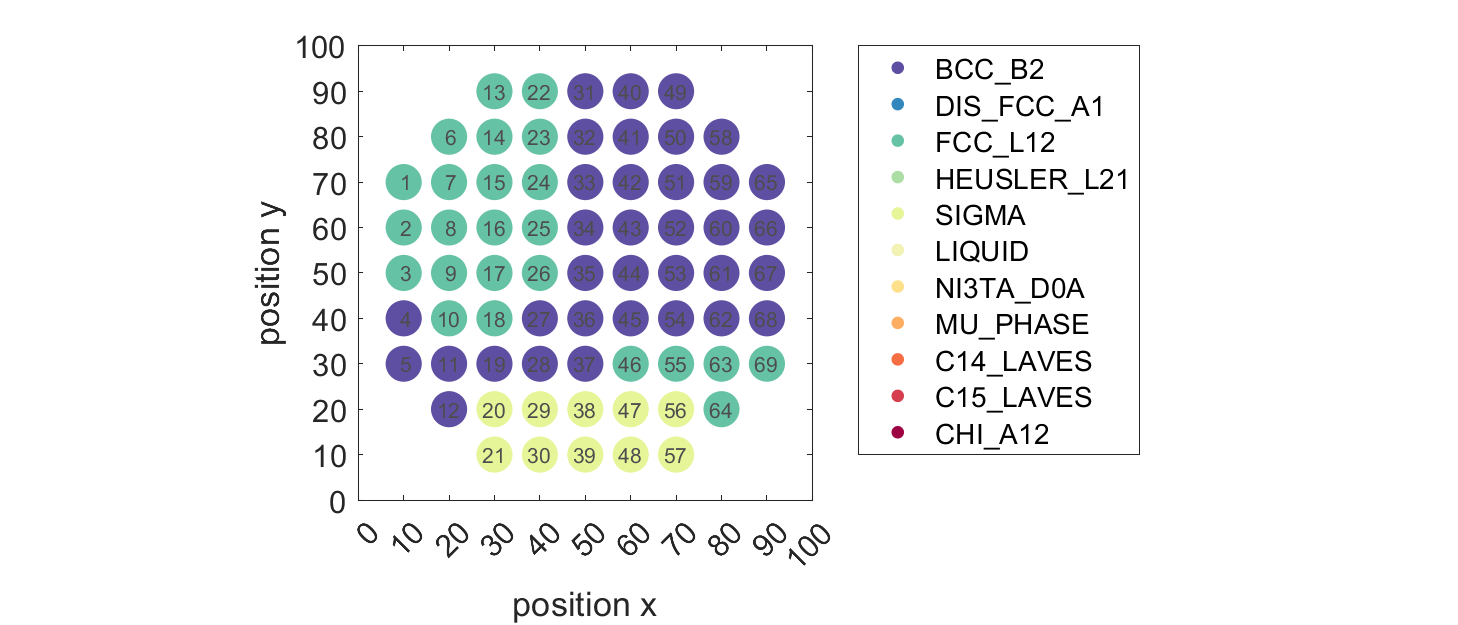 100
90
80
70
60
50
40
30
20
10
0
position y
13 22 31 40 49
6 14 23 32 41 50 58
1 7 15 24 33 42 51 59 65
2 8 16 25 34 43 52 60 66
3 9 17 26 35 44 53 61 67
4 10 18 27 36 45 54 62 68
5 11 19 28 37 46 55 63 69
12 20 29 38 47 56 64
21 30 39 48 57
0 10 20 30 40 50 60 70 80 90 100
position x
BCC_B2
DIS_FCC_A1
FCC_L12
HEUSLER_L21
SIGMA
LIQUID
NI3TA_D0A
MU_PHASE
C14_LAVES
C15_LAVES
CHI_A12